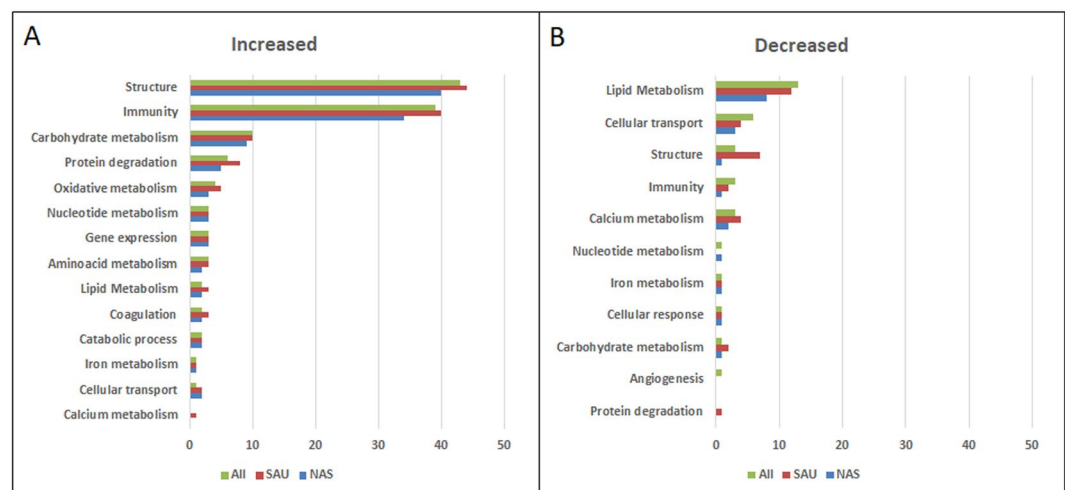 A
Increased
Structure
Immunity
Carbohydrate metabolism
Protein degradation
Oxidative metabolism
Nucleotide metabolism
Gene expression
Aminoacid metabolism
Lipid Metabolism
Coagulation
Catabolic process
Iron metabolism
Cellular transport
Calcium metabolism
0 10 20 30 40 50
All SAU NAS
B
Decreased
Lipid Metabolism
Cellular transport
Structure
Immunity
Calcium metabolism
Nucleotide metabolism
Iron metabolism
Cellular response
Carbohydrate metabolism
Angiogenesis
Protein degradation
0 10 20 30 40 50
All SAU NAS